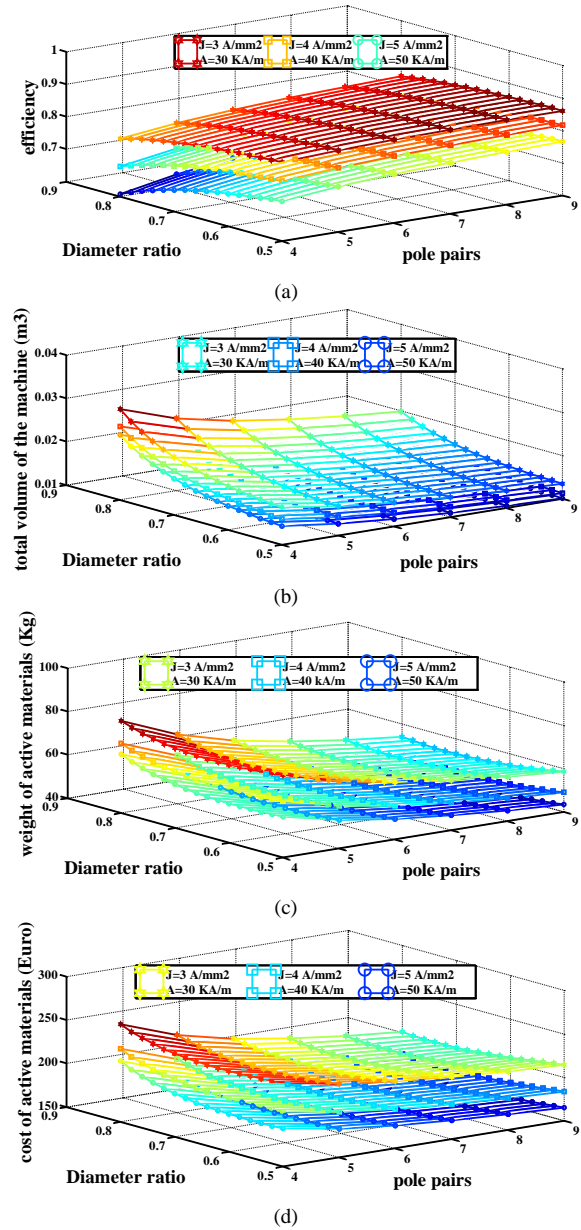 J=3 A/mm2 J=4 A/mm2 J=5 A/mm2
A=30 KA/m A=40 KA/m A=50 KA/m
efficiency
1
0.9
0.8
0.7
0.9
0.8
0.7
0.6
0.5
Diameter ratio
4
5
6
7
8
9
pole pairs
(a)
J=3 A/mm2 J=4 A/mm2 J=5 A/mm2
A=30 KA/m A=40 KA/m A=50 KA/m
total volume of the machine (m3)
0.04
0.03
0.02
0.01
0.9
0.8
0.7
0.6
0.5
Diameter ratio
4
5
6
7
8
9
pole pairs
(b)
J=3 A/mm2 J=4 A/mm2 J=5 A/mm2
A=30 KA/m A=40 kA/m A=50 KA/m
weight of active materials (Kg)
100
80
60
40
0.9
0.8
0.7
0.6
0.5
Diameter ratio
4
5
6
7
8
9
pole pairs
(c)
J=3 A/mm2 J=4 A/mm2 J=5 A/mm2
A=30 KA/m A=40 KA/m A=50 KA/m
cost of active materials (Euro)
300
250
200
150
0.9
0.8
0.7
0.6
0.5
Diameter ratio
4
5
6
7
8
9
pole pairs
(d)